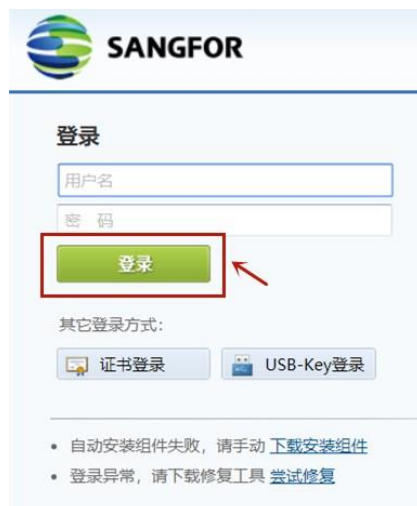 SANGFOR
登录
用户名
密 码
登录
其它登录方式：
证书登录 USB-Key登录
• 自动安装组件失败，请手动 下载安装组件
• 登录异常，请下载修复工具 尝试修复